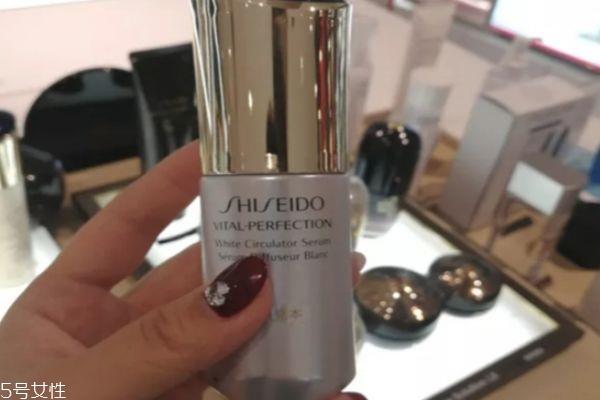 SHISEIDO
VITAL-PERFECTION
White Circulator Serum
Sérum Diffuseur Blanc
5号女性